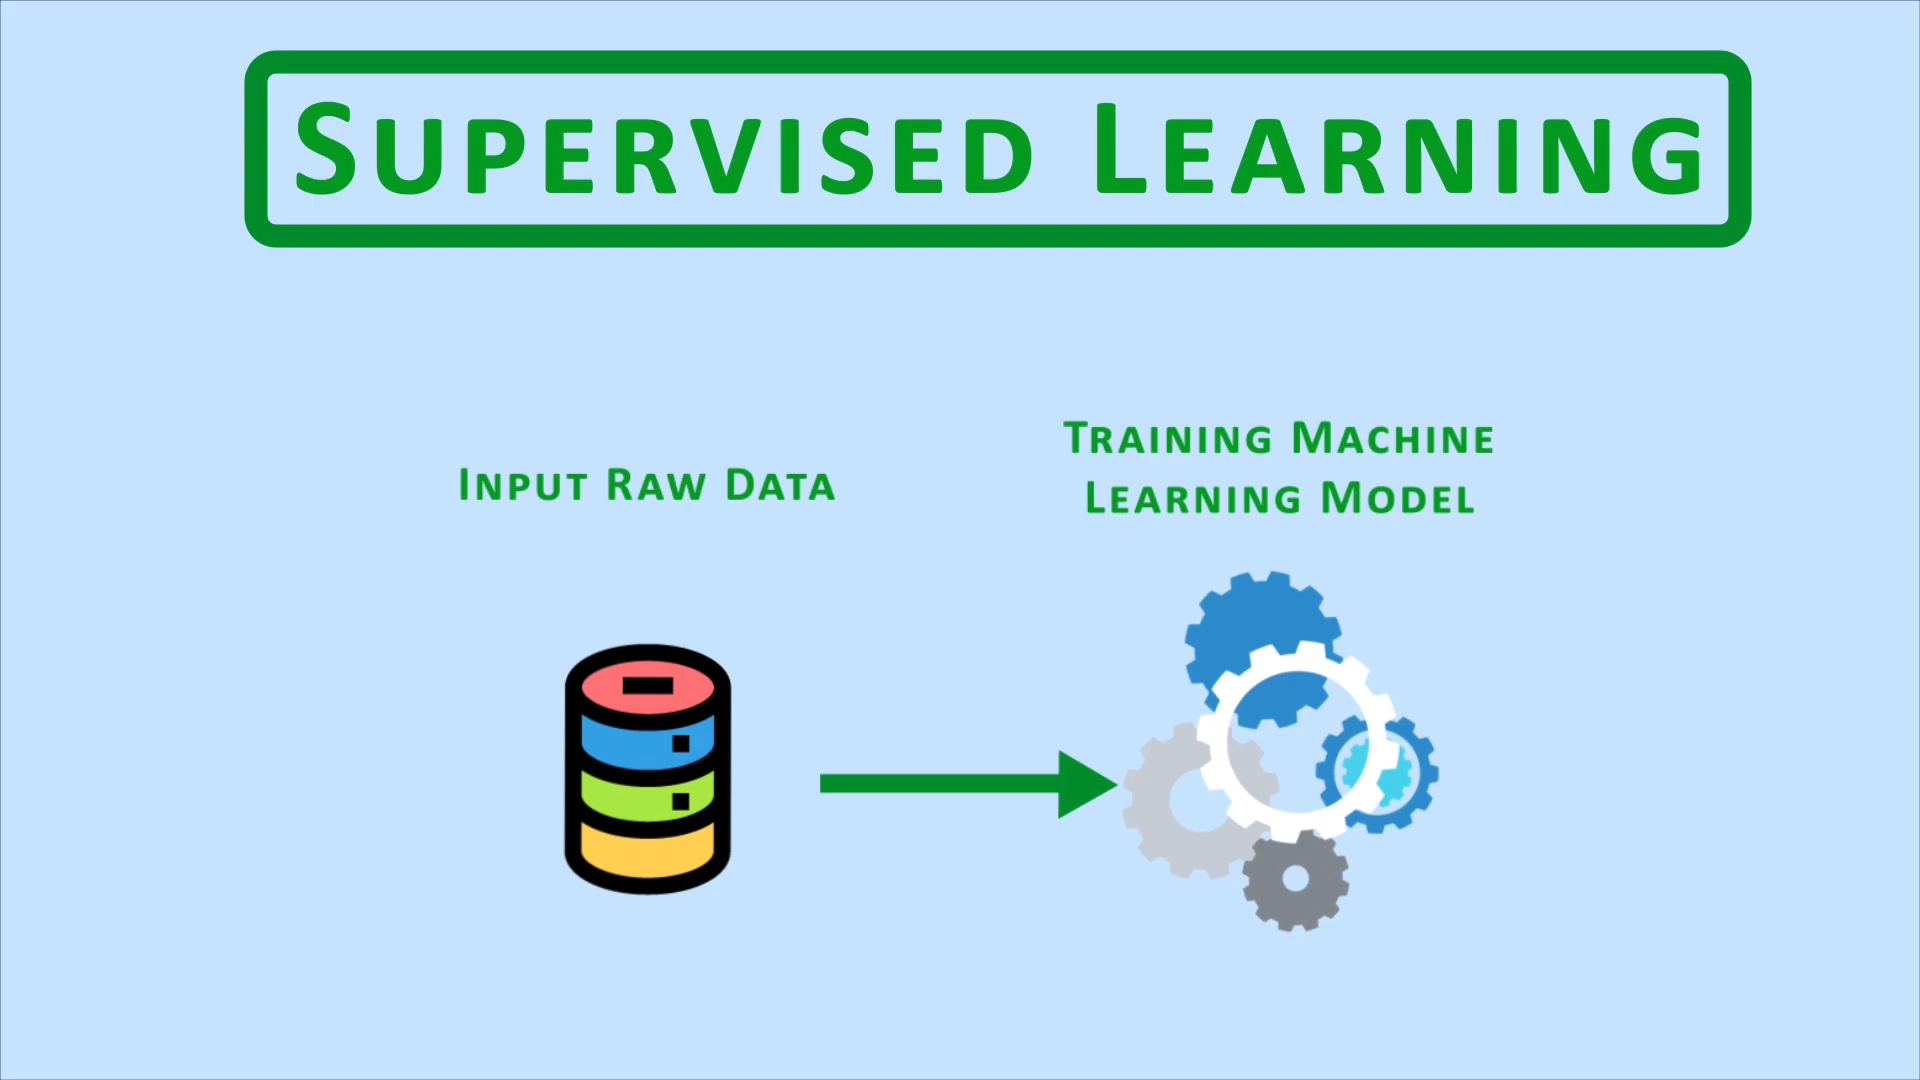 Supervised Learning
Input Raw Data
Training Machine
Learning Model